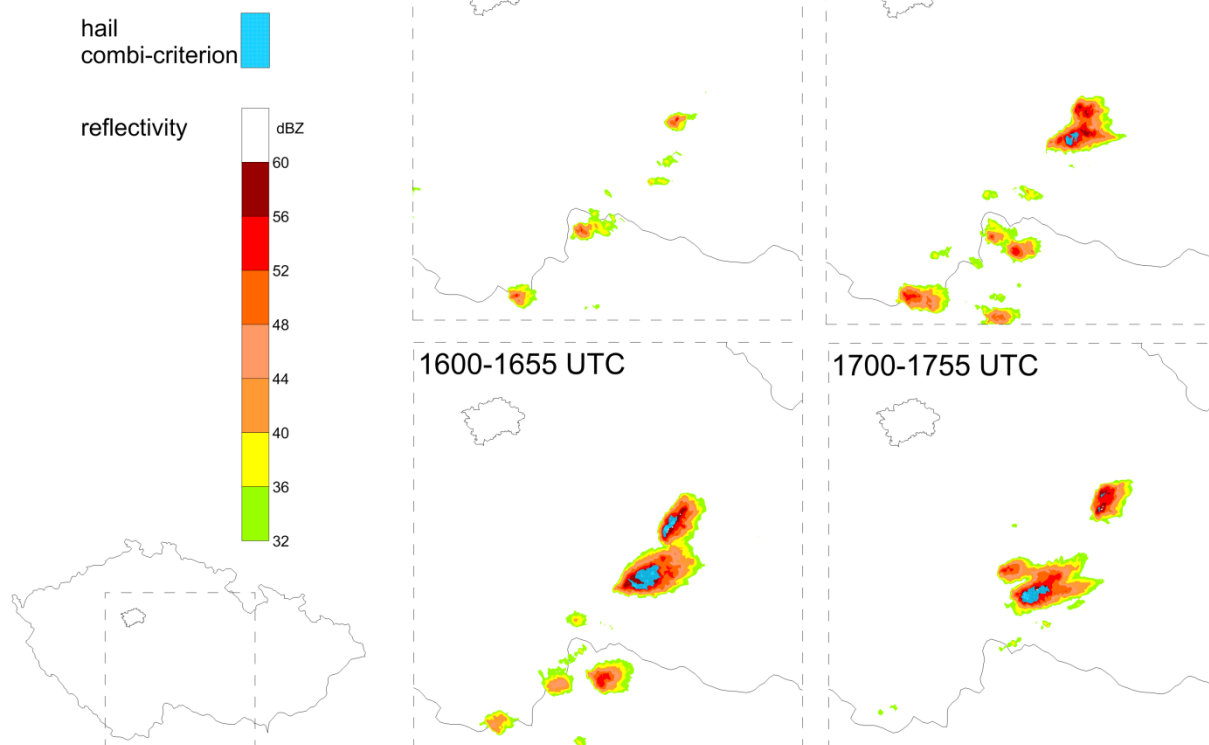 hail
combi-criterion
reflectivity
dBZ
60
56
52
48
44
40
36
32
1600-1655 UTC
1700-1755 UTC